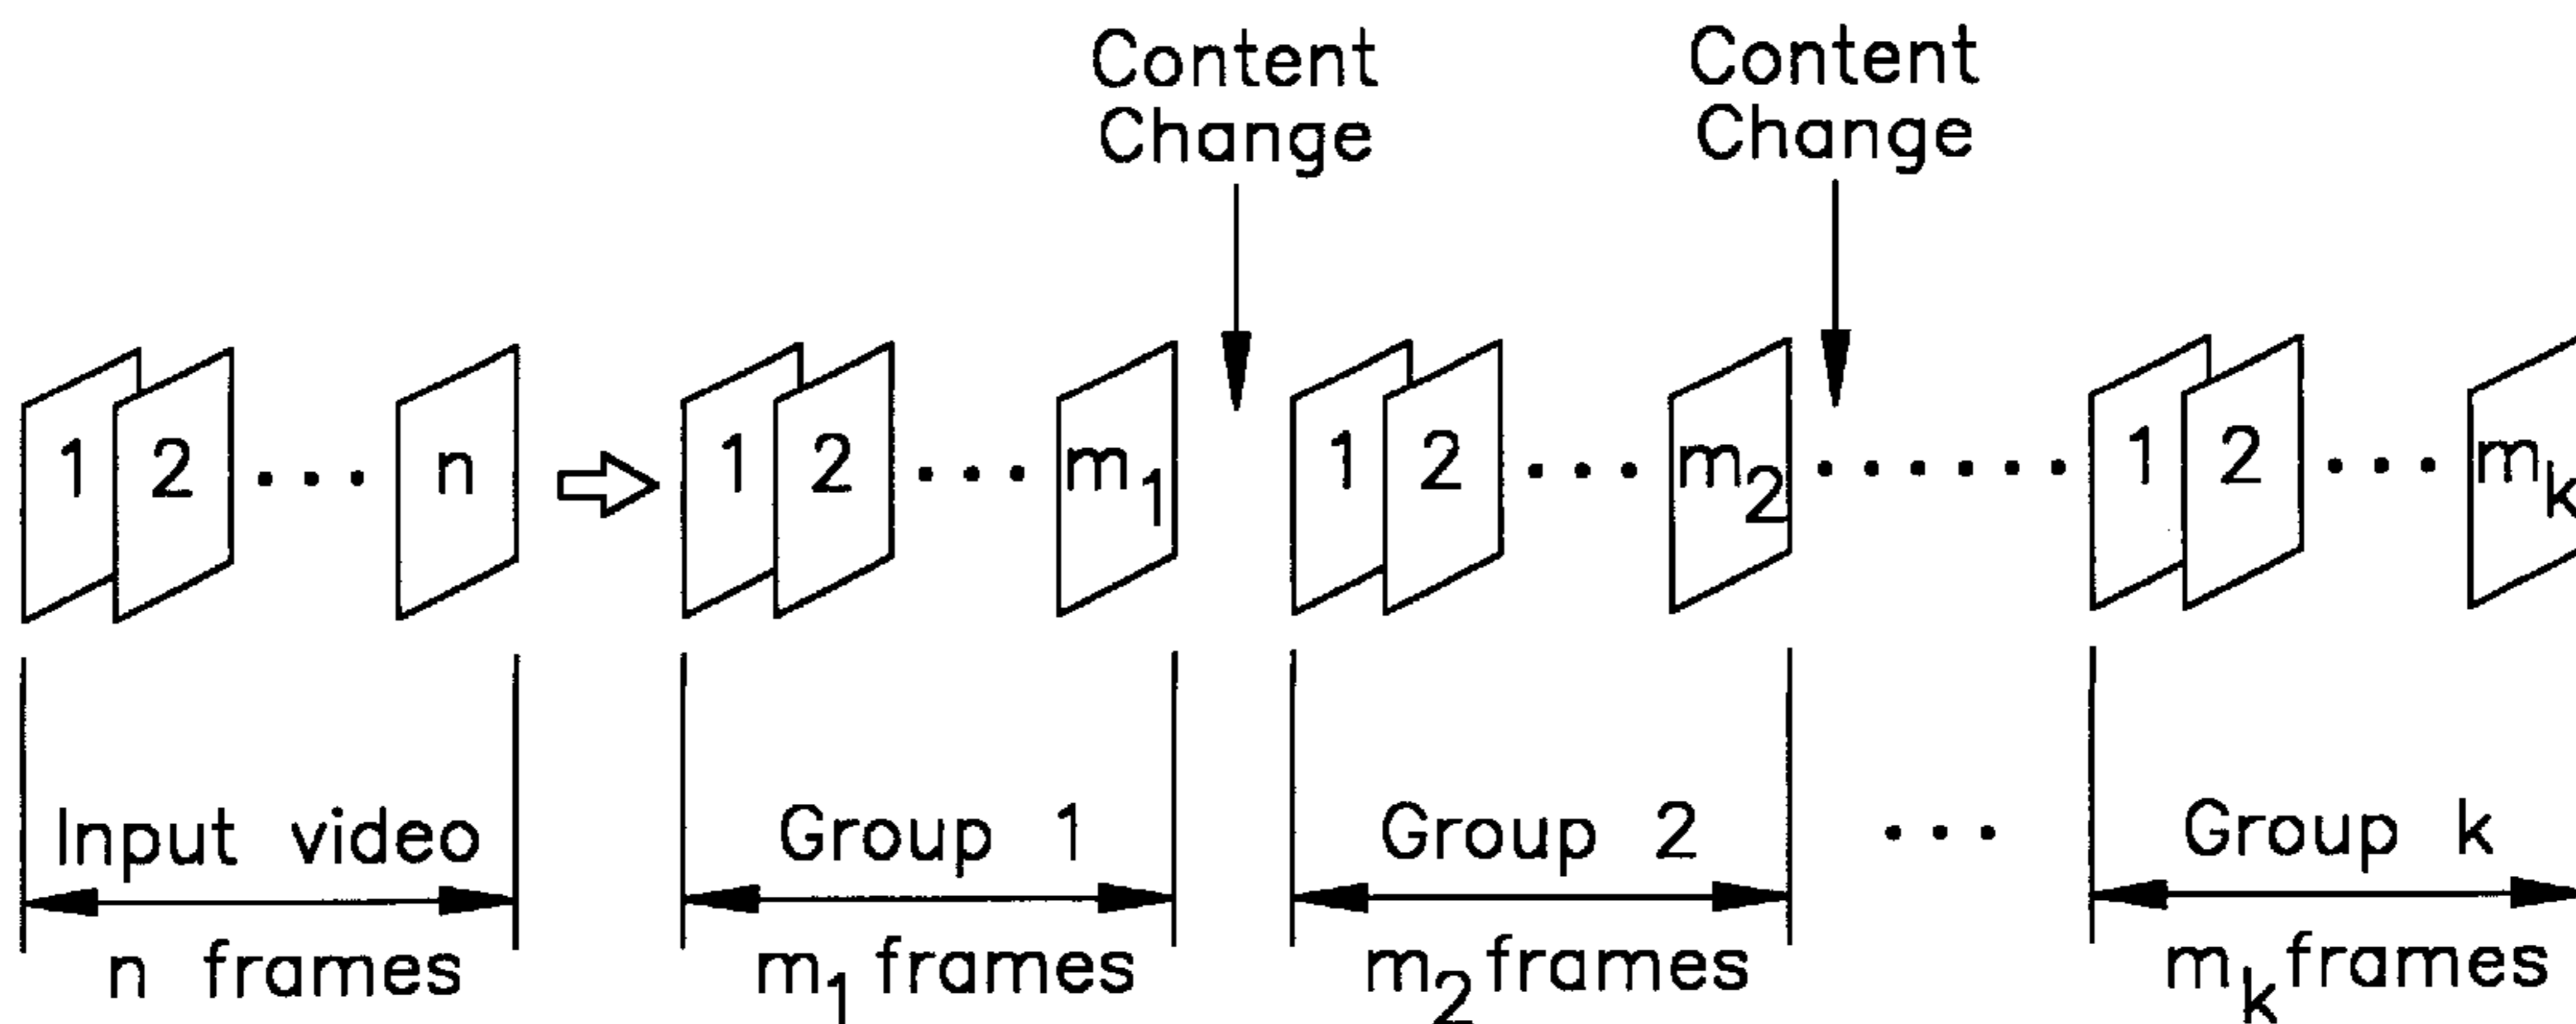 Content Content
Change Change
1 2 ... n 1 2 ... m1 1 2 ... m2 ...... 1 2 ... mk
Input video Group 1 Group 2 ... Group k
n frames m1 frames m2 frames mk frames